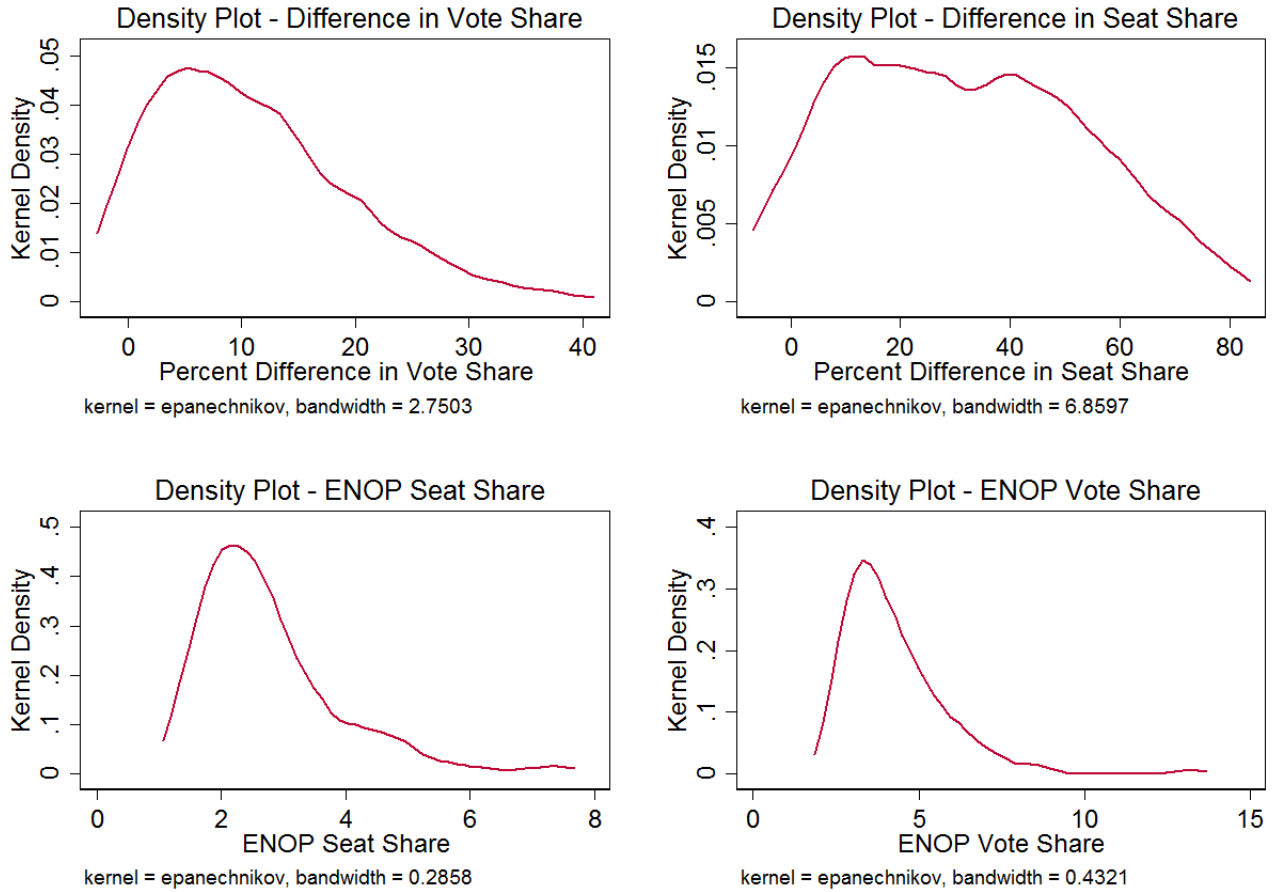 Density Plot - Difference in Vote Share
Kernel Density
0 .01 .02 .03 .04 .05
0 10 20 30 40
Percent Difference in Vote Share
kernel = epanechnikov, bandwidth = 2.7503
Density Plot - Difference in Seat Share
Kernel Density
0 .005 .01 .015
0 20 40 60 80
Percent Difference in Seat Share
kernel = epanechnikov, bandwidth = 6.8597
Density Plot - ENOP Seat Share
Kernel Density
0 .1 .2 .3 .4 .5
0 2 4 6 8
ENOP Seat Share
kernel = epanechnikov, bandwidth = 0.2858
Density Plot - ENOP Vote Share
Kernel Density
0 .1 .2 .3 .4
0 5 10 15
ENOP Vote Share
kernel = epanechnikov, bandwidth = 0.4321